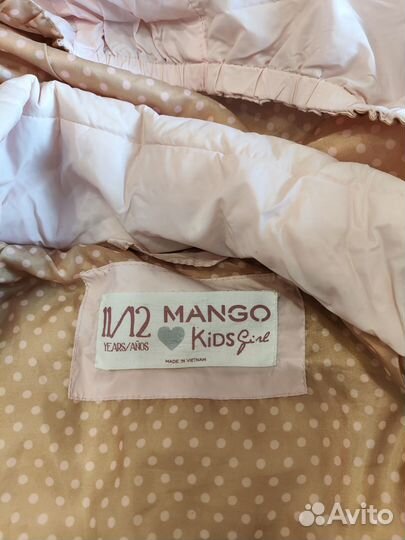 11/12 MANGO
YEARS/AÑOS KiDS Girl
MADE IN VIETNAM
Avito